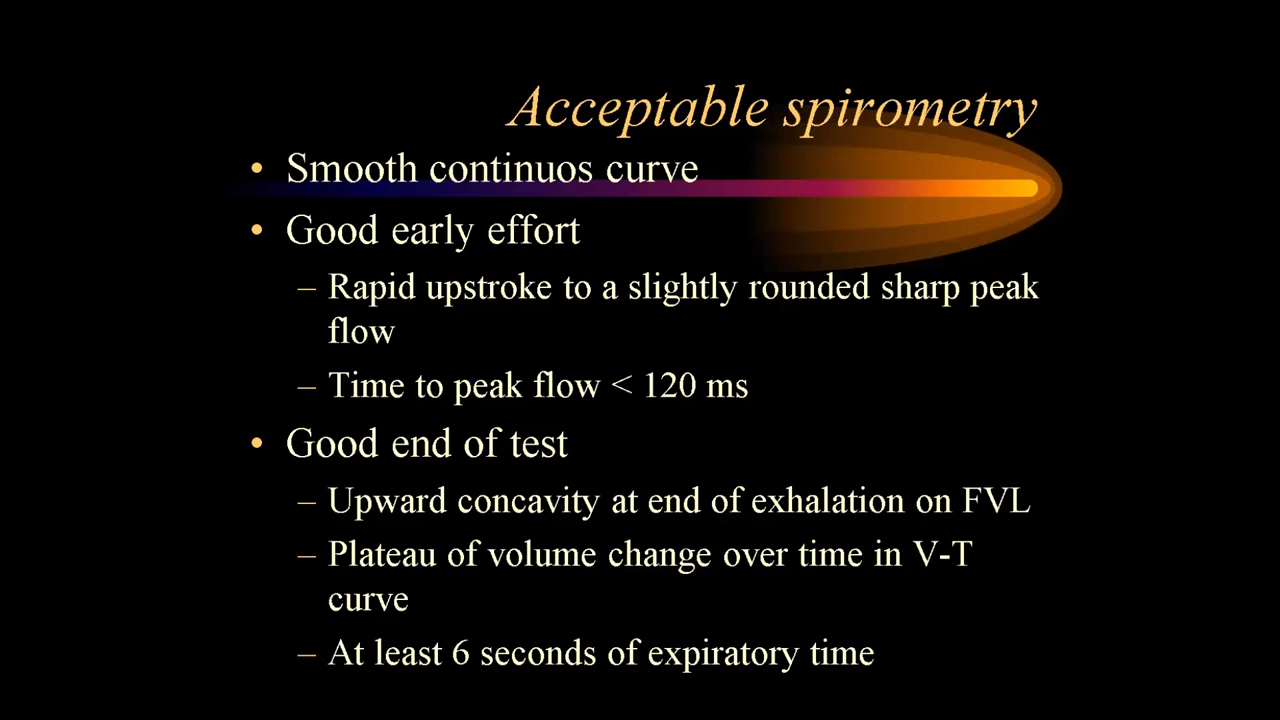 Acceptable spirometry
• Smooth continuos curve
• Good early effort
– Rapid upstroke to a slightly rounded sharp peak
flow
– Time to peak flow < 120 ms
• Good end of test
– Upward concavity at end of exhalation on FVL
– Plateau of volume change over time in V-T
curve
– At least 6 seconds of expiratory time